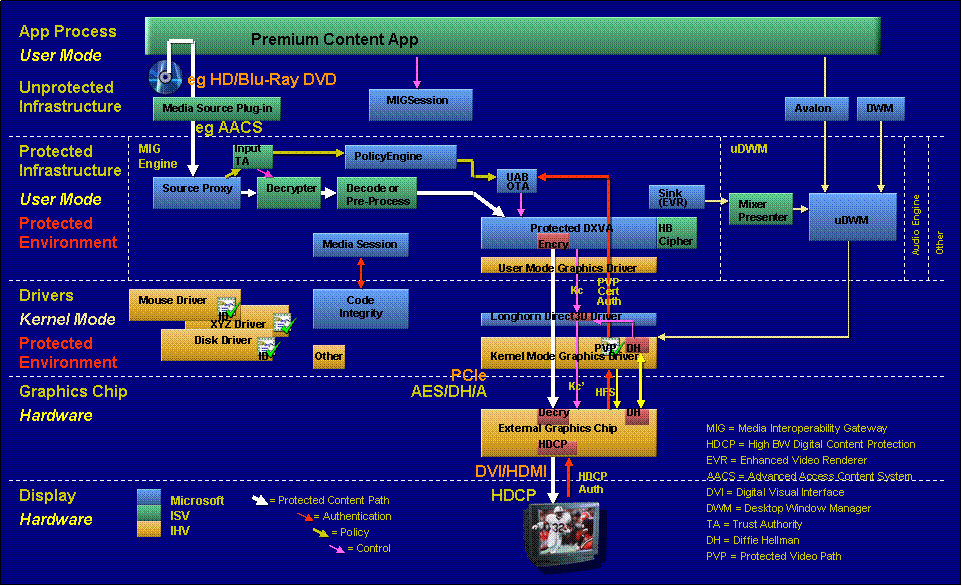 App Process
User Mode
Premium Content App
eg HD/Blu-Ray DVD
Unprotected
Infrastructure
Media Source Plug-in
MIGSession
Avalon
DWM
eg AACS
Protected
Infrastructure
User Mode
Protected
Environment
MIG
Engine
Input
TA
PolicyEngine
uDWM
Source Proxy
Decrypter
Decode or
Pre-Process
UAB
OTA
Sink
(EVR)
Mixer
Presenter
uDWM
Audio Engine
Other
Protected DXVA
Encry
HB
Cipher
Media Session
User Mode Graphics Driver
Kc
PVP
Cert
Auth
Drivers
Kernel Mode
Protected
Environment
Mouse Driver
ID
XYZ Driver
Disk Driver
ID
Code
Integrity
Other
Longhorn Direct3D Driver
PVP
DH
Kernel Mode Graphics Driver
PCIe
AES/DH/A
Kc'
HFS
Graphics Chip
Hardware
Decry
DH
External Graphics Chip
HDCP
DVI/HDMI
HDCP
HDCP
Auth
Display
Hardware
Microsoft
ISV
IHV
= Protected Content Path
= Authentication
= Policy
= Control
MIG = Media Interoperability Gateway
HDCP = High BW Digital Content Protection
EVR = Enhanced Video Renderer
AACS = Advanced Access Content System
DVI = Digital Visual Interface
DWM = Desktop Window Manager
TA = Trust Authority
DH = Diffie Hellman
PVP = Protected Video Path